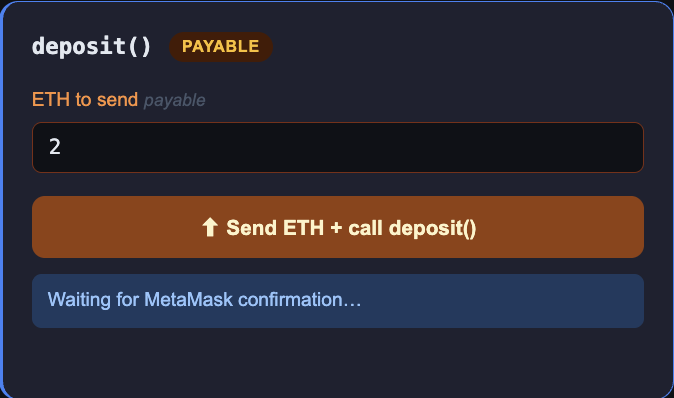 deposit() PAYABLE
ETH to send payable
2
⬆ Send ETH + call deposit()
Waiting for MetaMask confirmation…